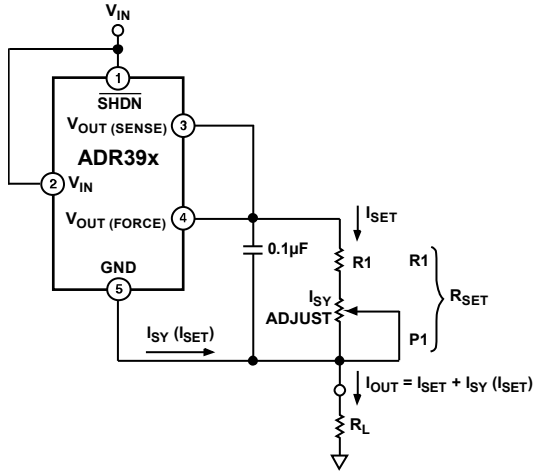 V_IN
1
SHDN
V_OUT (SENSE)
3
ADR39x
2
V_IN
V_OUT (FORCE)
4
I_SET
0.1µF
R1
R1
GND
5
I_SY
ADJUST
R_SET
I_SY (I_SET)
P1
I_OUT = I_SET + I_SY (I_SET)
R_L